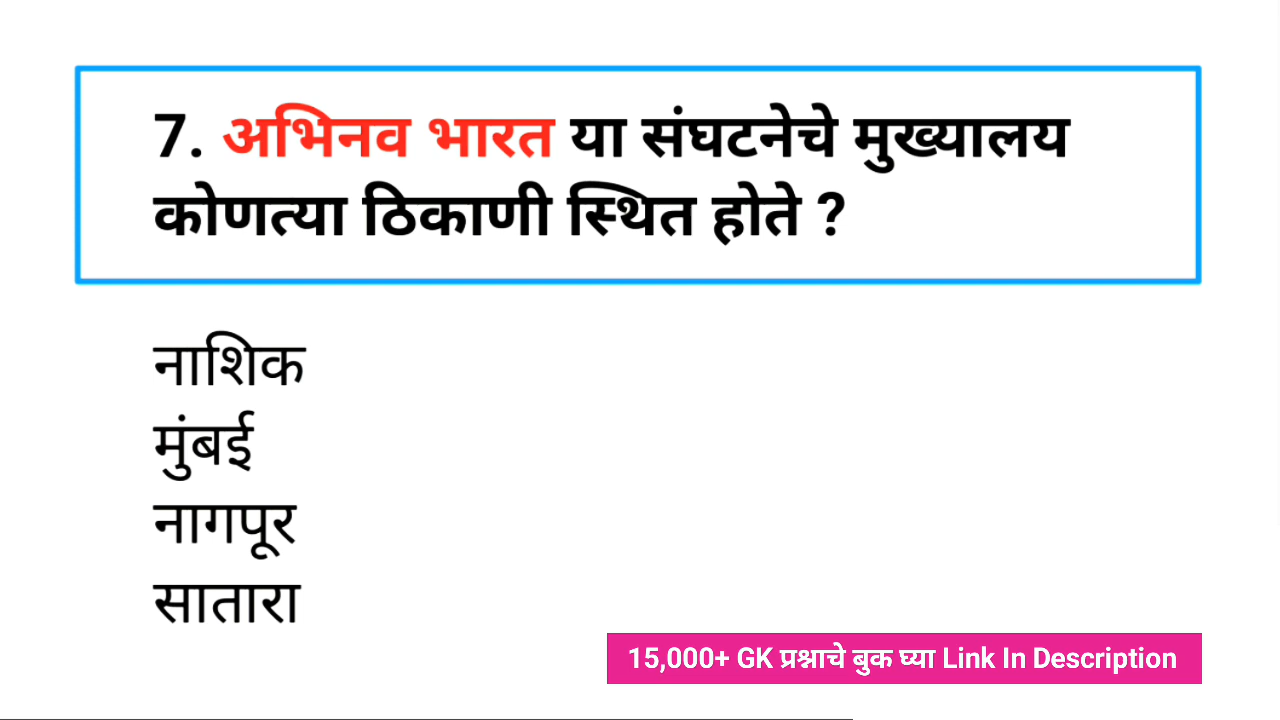 7. अभिनव भारत या संघटनेचे मुख्यालय
कोणत्या ठिकाणी स्थित होते ?
नाशिक
मुंबई
नागपूर
सातारा
15,000+ GK प्रश्नाचे बुक घ्या Link In Description